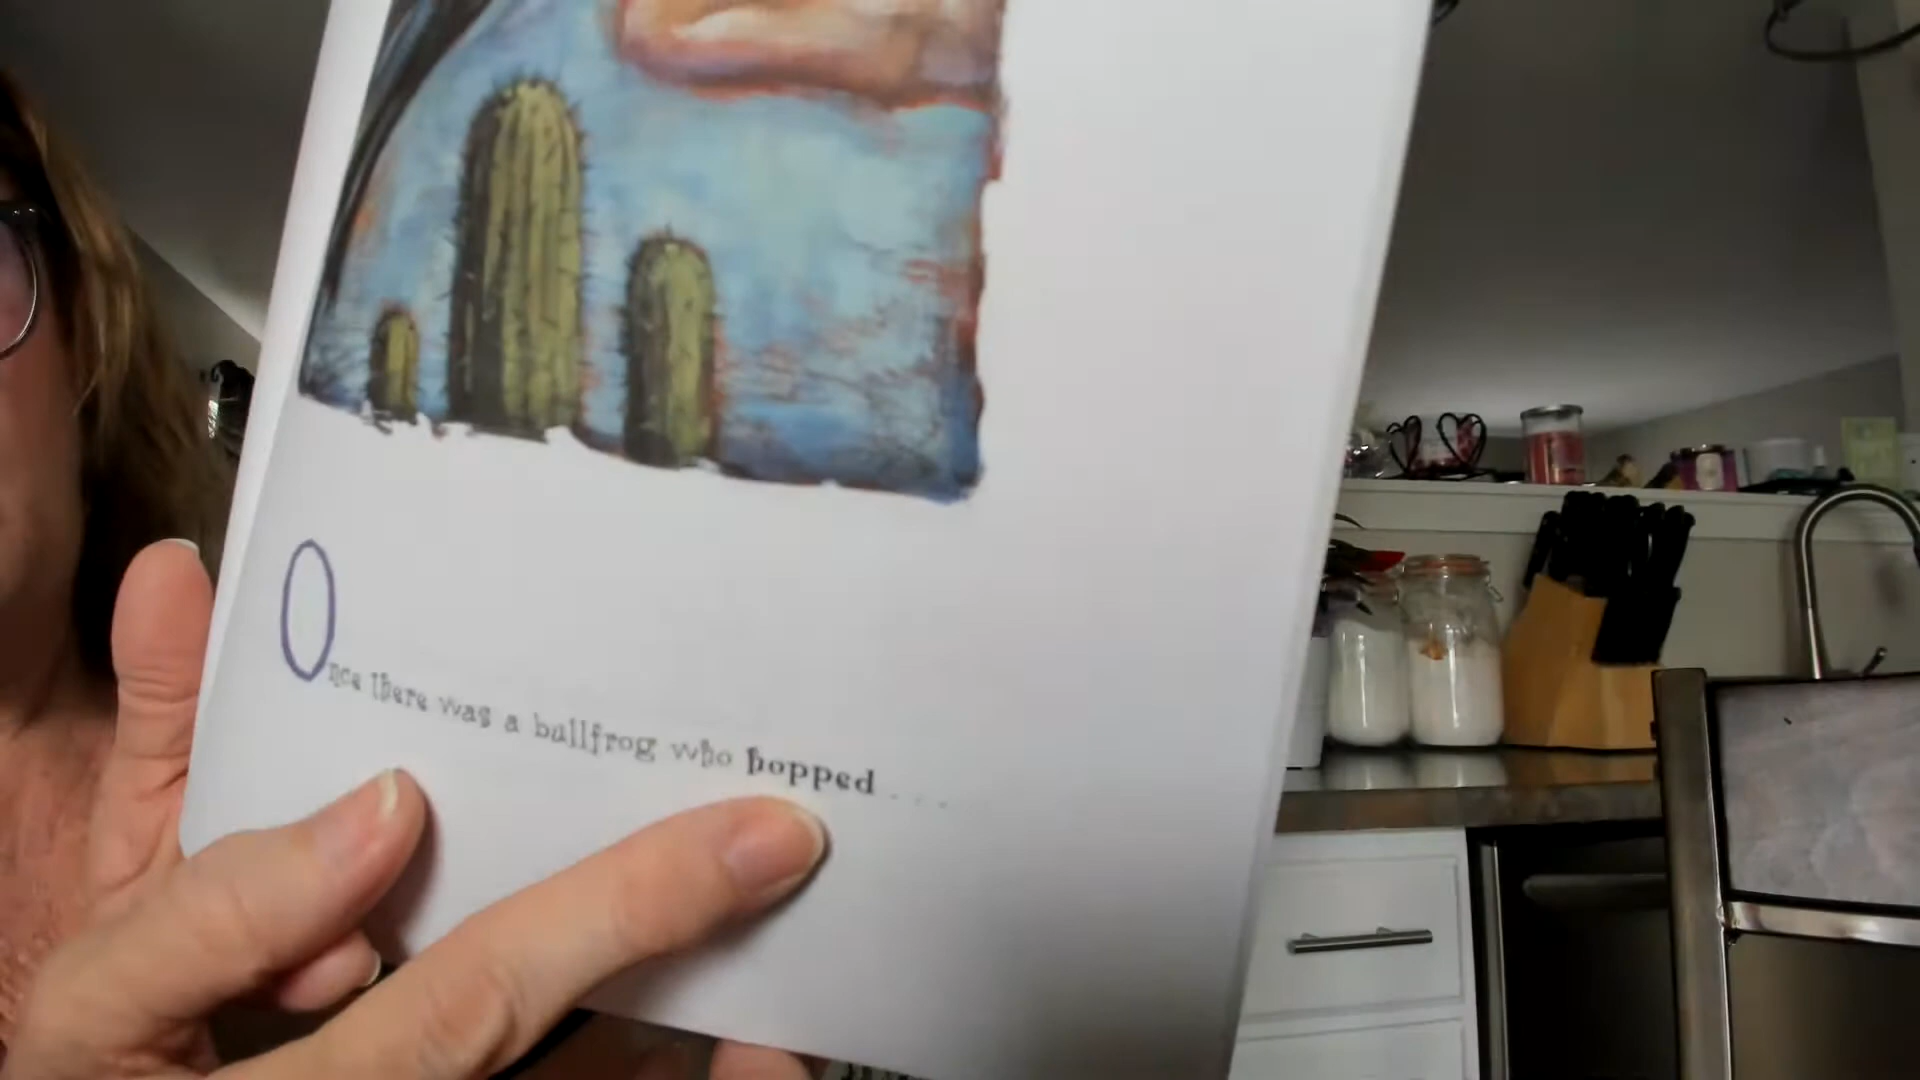 Once there was a bullfrog who hopped . . .